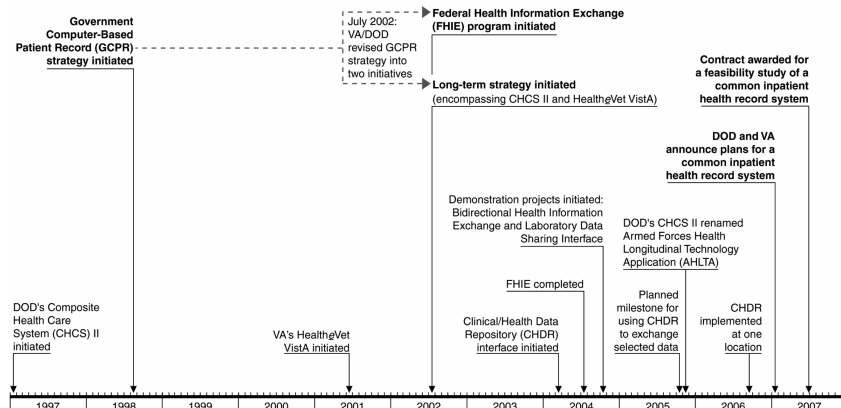 Government
Computer-Based
Patient Record (GCPR)
strategy initiated
July 2002:
VA/DOD
revised GCPR
strategy into
two initiatives
Federal Health Information Exchange
(FHIE) program initiated
Long-term strategy initiated
(encompassing CHCS II and HealtheVet VistA)
Contract awarded for
a feasibility study of a
common inpatient
health record system
DOD and VA
announce plans for a
common inpatient
health record system
Demonstration projects initiated:
Bidirectional Health Information
Exchange and Laboratory Data
Sharing Interface
DOD's CHCS II renamed
Armed Forces Health
Longitudinal Technology
Application (AHLTA)
FHIE completed
DOD's Composite
Health Care
System (CHCS) II
initiated
VA's HealtheVet
VistA initiated
Clinical/Health Data
Repository (CHDR)
interface initiated
Planned
milestone for
using CHDR
to exchange
selected data
CHDR
implemented
at one
location
1997 1998 1999 2000 2001 2002 2003 2004 2005 2006 2007